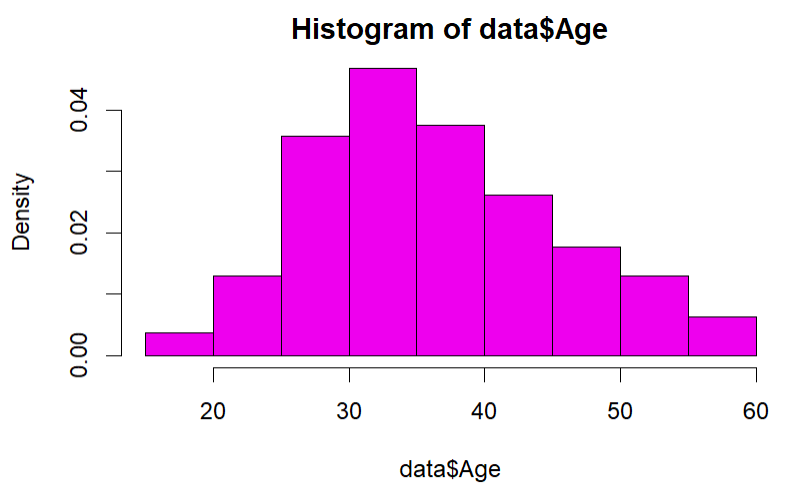 Histogram of data$Age
Density
0.04
0.02
0.00
20 30 40 50 60
data$Age